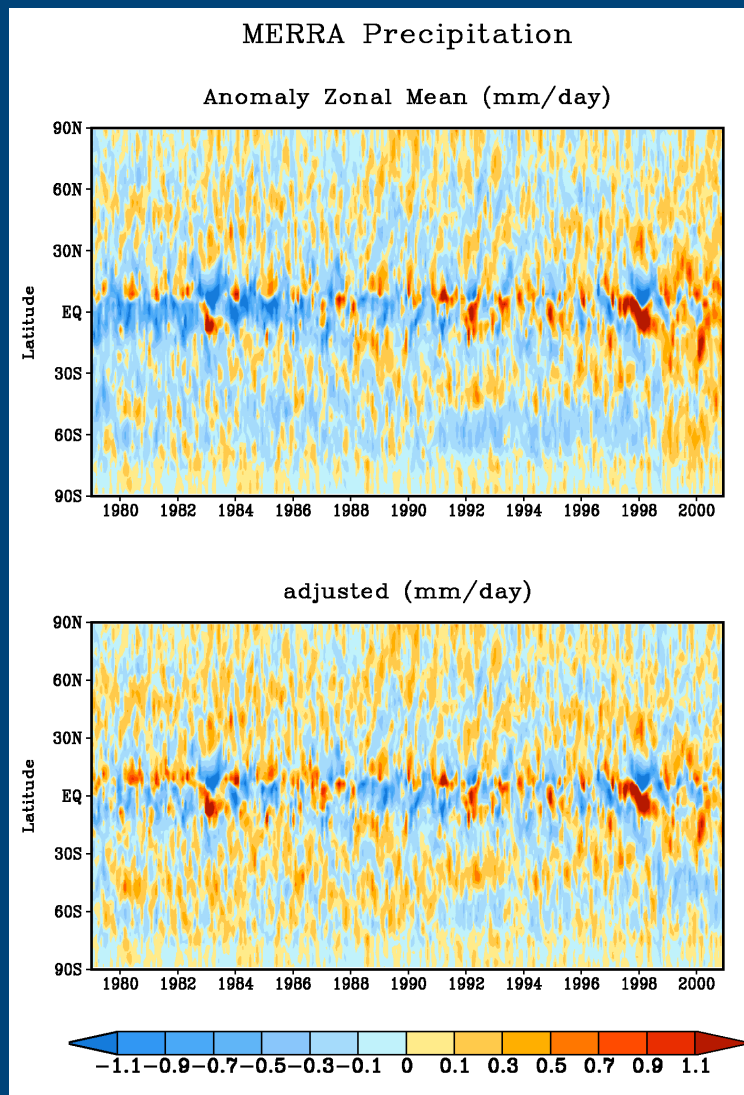 MERRA Precipitation
Anomaly Zonal Mean (mm/day)
90N
60N
30N
EQ
30S
60S
90S
Latitude
1980 1982 1984 1986 1988 1990 1992 1994 1996 1998 2000
adjusted (mm/day)
90N
60N
30N
EQ
30S
60S
90S
Latitude
1980 1982 1984 1986 1988 1990 1992 1994 1996 1998 2000
-1.1 -0.9 -0.7 -0.5 -0.3 -0.1 0 0.1 0.3 0.5 0.7 0.9 1.1